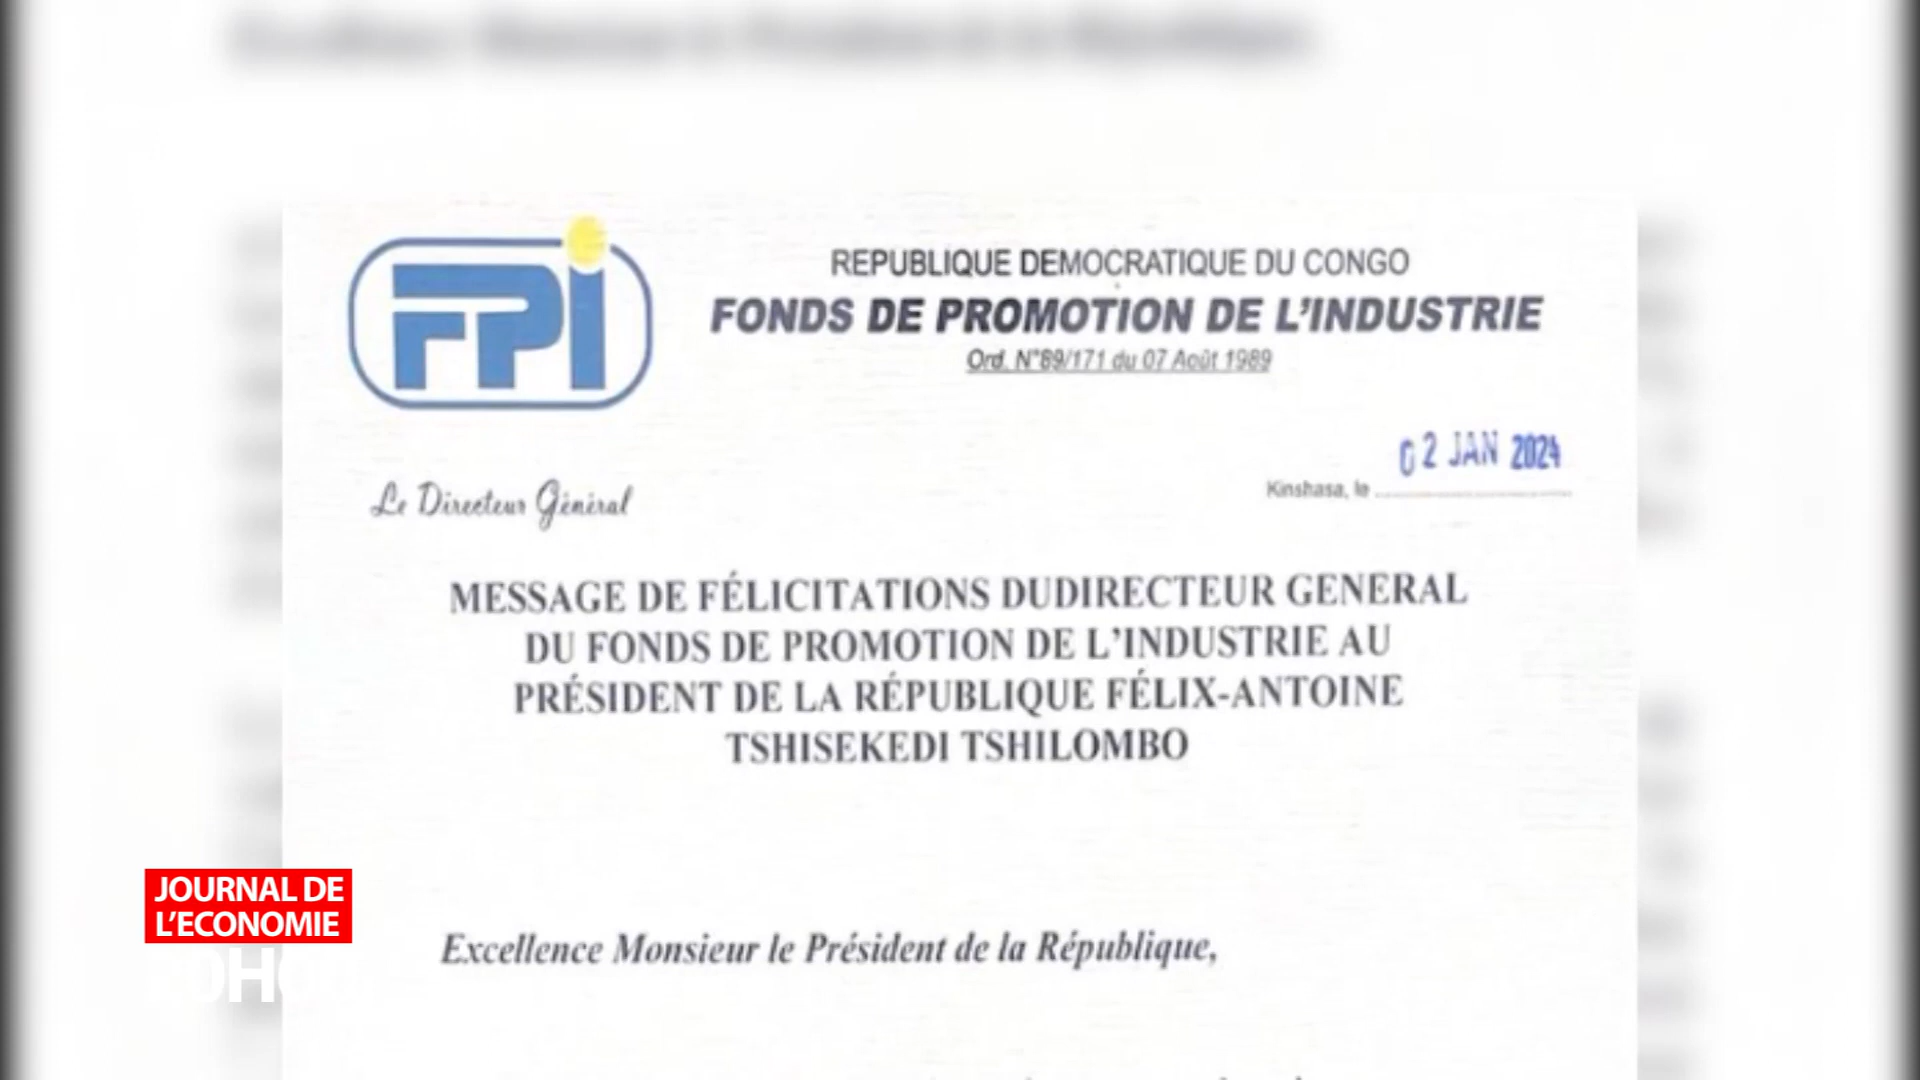 FPI
REPUBLIQUE DEMOCRATIQUE DU CONGO
FONDS DE PROMOTION DE L'INDUSTRIE
Ord. N°89/171 du 07 Août 1989
02 JAN 2024
Kinshasa, le
Le Directeur Général
MESSAGE DE FÉLICITATIONS DUDIRECTEUR GENERAL
DU FONDS DE PROMOTION DE L'INDUSTRIE AU
PRÉSIDENT DE LA RÉPUBLIQUE FÉLIX-ANTOINE
TSHISEKEDI TSHILOMBO
Excellence Monsieur le Président de la République,
JOURNAL DE
L'ECONOMIE